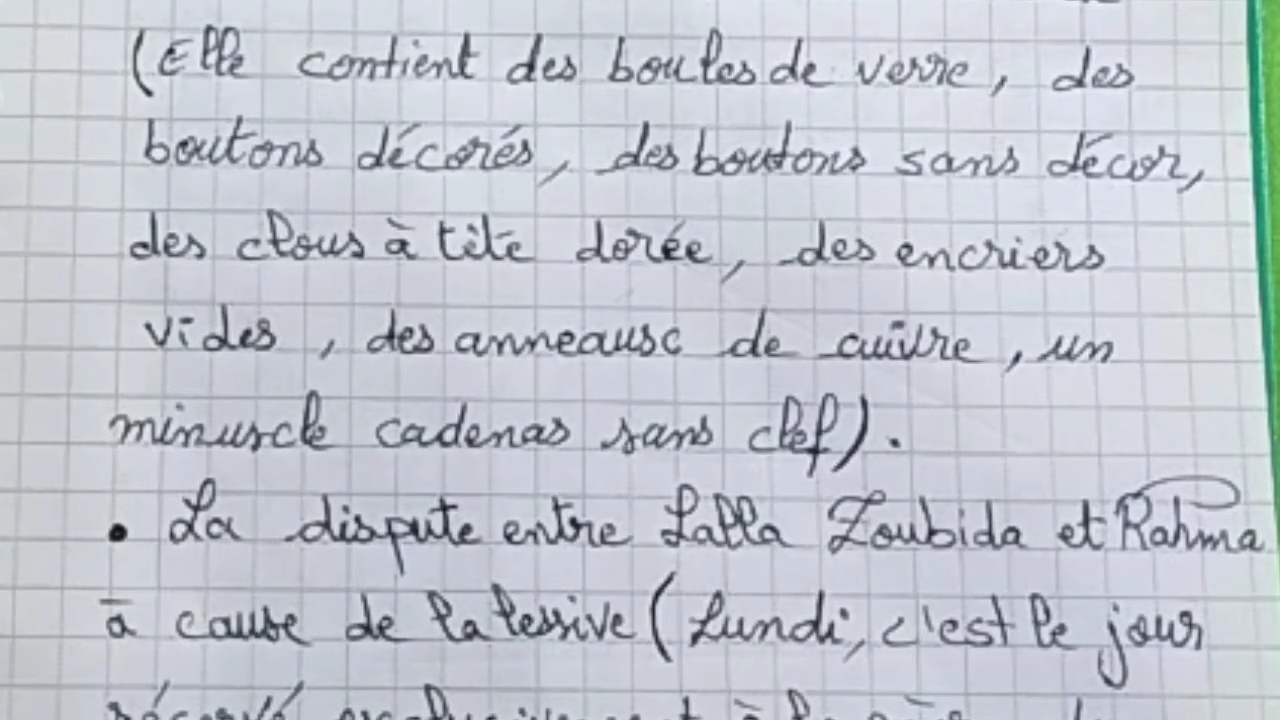 (Elle contient des boules de verre, des
boutons décorés, des boutons sans décor,
des clous à tête dorée, des encriers
vides, des anneaux de cuivre, un
minuscle cadenas sans clef).
• La dispute entre Lalla Zoubida et Rahma
à cause de la lessive (Lundi, c'est le jour